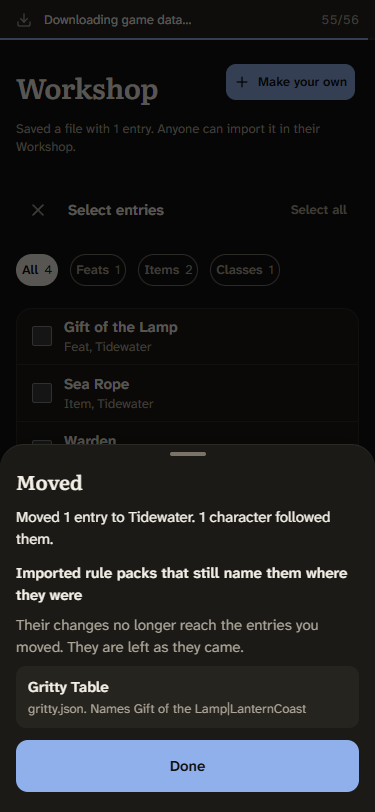 Downloading game data...
55/56
Workshop
Make your own
Saved a file with 1 entry. Anyone can import it in their
Workshop.
Select entries
Select all
All 4
Feats 1
Items 2
Classes 1
Gift of the Lamp
Feat, Tidewater
Sea Rope
Item, Tidewater
Warden
Moved
Moved 1 entry to Tidewater. 1 character followed
them.
Imported rule packs that still name them where
they were
Their changes no longer reach the entries you
moved. They are left as they came.
Gritty Table
gritty.json. Names Gift of the Lamp|LanternCoast
Done